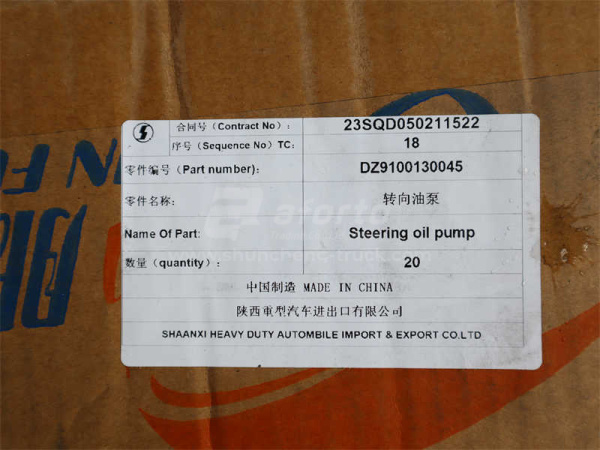 合同号（Contract No）: 23SQD050211522
序号（Sequence No）TC: 18
零件编号（Part number）: DZ9100130045
零件名称: 转向油泵
aforto
Name Of Part: Steering oil pump
数量（quantity）: 20
中国制造 MADE IN CHINA
陕西重型汽车进出口有限公司
SHAANXI HEAVY DUTY AUTOMBILE IMPORT & EXPORT CO.LTD